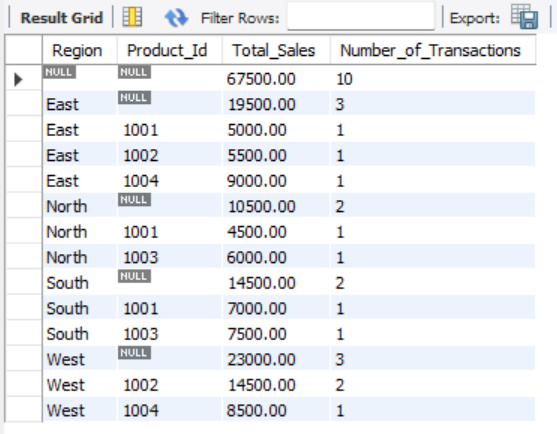 Result Grid Filter Rows: Export:
Region Product_Id Total_Sales Number_of_Transactions
NULL NULL 67500.00 10
East NULL 19500.00 3
East 1001 5000.00 1
East 1002 5500.00 1
East 1004 9000.00 1
North NULL 10500.00 2
North 1001 4500.00 1
North 1003 6000.00 1
South NULL 14500.00 2
South 1001 7000.00 1
South 1003 7500.00 1
West NULL 23000.00 3
West 1002 14500.00 2
West 1004 8500.00 1